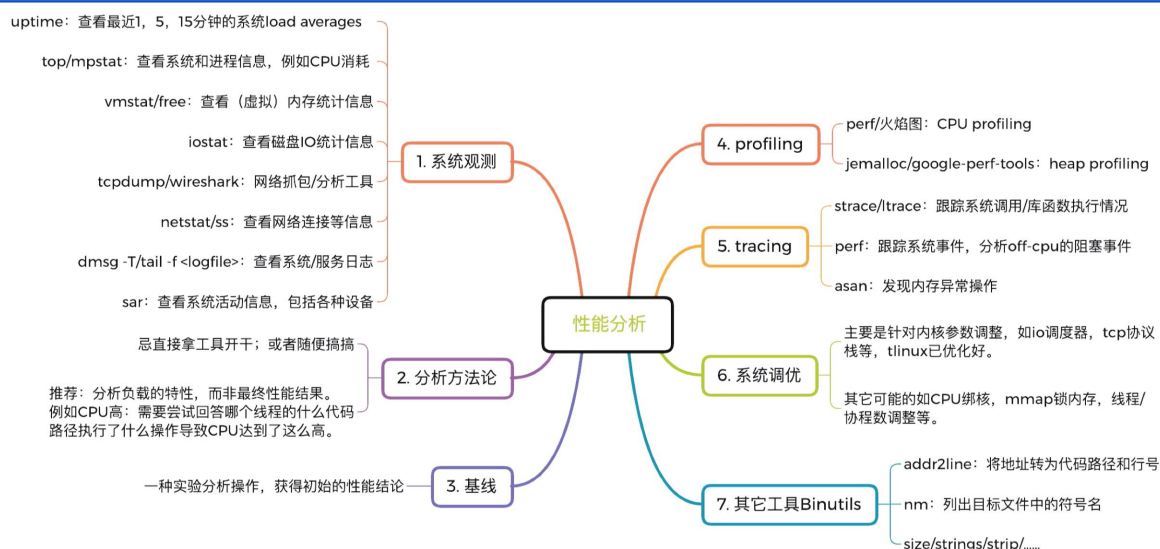 性能分析
1. 系统观测
uptime：查看最近1，5，15分钟的系统load averages
top/mpstat：查看系统和进程信息，例如CPU消耗
vmstat/free：查看（虚拟）内存统计信息
iostat：查看磁盘IO统计信息
tcpdump/wireshark：网络抓包/分析工具
netstat/ss：查看网络连接等信息
dmsg -T/tail -f <logfile>：查看系统/服务日志
sar：查看系统活动信息，包括各种设备
2. 分析方法论
忌直接拿工具开干；或者随便搞搞
推荐：分析负载的特性，而非最终性能结果。
例如CPU高：需要尝试回答哪个线程的什么代码
路径执行了什么操作导致CPU达到了这么高。
3. 基线
一种实验分析操作，获得初始的性能结论
4. profiling
perf/火焰图：CPU profiling
jemalloc/google-perf-tools：heap profiling
5. tracing
strace/ltrace：跟踪系统调用/库函数执行情况
perf：跟踪系统事件，分析off-cpu的阻塞事件
asan：发现内存异常操作
6. 系统调优
主要是针对内核参数调整，如io调度器，tcp协议
栈等，tlinux已优化好。
其它可能的如CPU绑核，mmap锁内存，线程/
协程数调整等。
7. 其它工具Binutils
addr2line：将地址转为代码路径和行号
nm：列出目标文件中的符号名
size/strings/strip/......